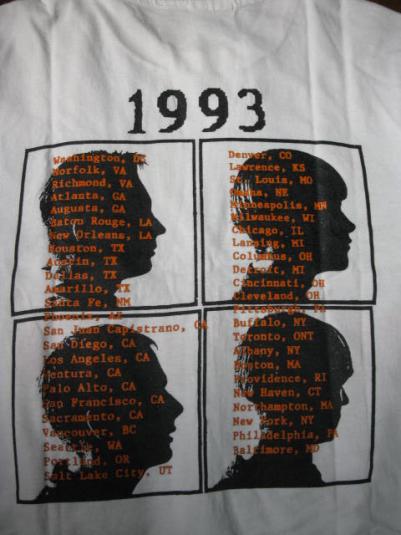 1993
Washington, DC
Norfolk, VA
Richmond, VA
Atlanta, GA
Augusta, GA
Baton Rouge, LA
New Orleans, LA
Houston, TX
Austin, TX
Dallas, TX
Amarillo, TX
Santa Fe, NM
Phoenix, AZ
San Juan Capistrano, CA
San Diego, CA
Los Angeles, CA
Ventura, CA
Palo Alto, CA
San Francisco, CA
Sacramento, CA
Vancouver, BC
Seattle, WA
Portland, OR
Salt Lake City, UT
Denver, CO
Lawrence, KS
St. Louis, MO
Omaha, NE
Minneapolis, MN
Milwaukee, WI
Chicago, IL
Lansing, MI
Columbus, OH
Detroit, MI
Cincinnati, OH
Cleveland, OH
Pittsburgh, PA
Buffalo, NY
Toronto, ONT
Albany, NY
Boston, MA
Providence, RI
New Haven, CT
Northampton, MA
New York, NY
Philadelphia, PA
Baltimore, MD